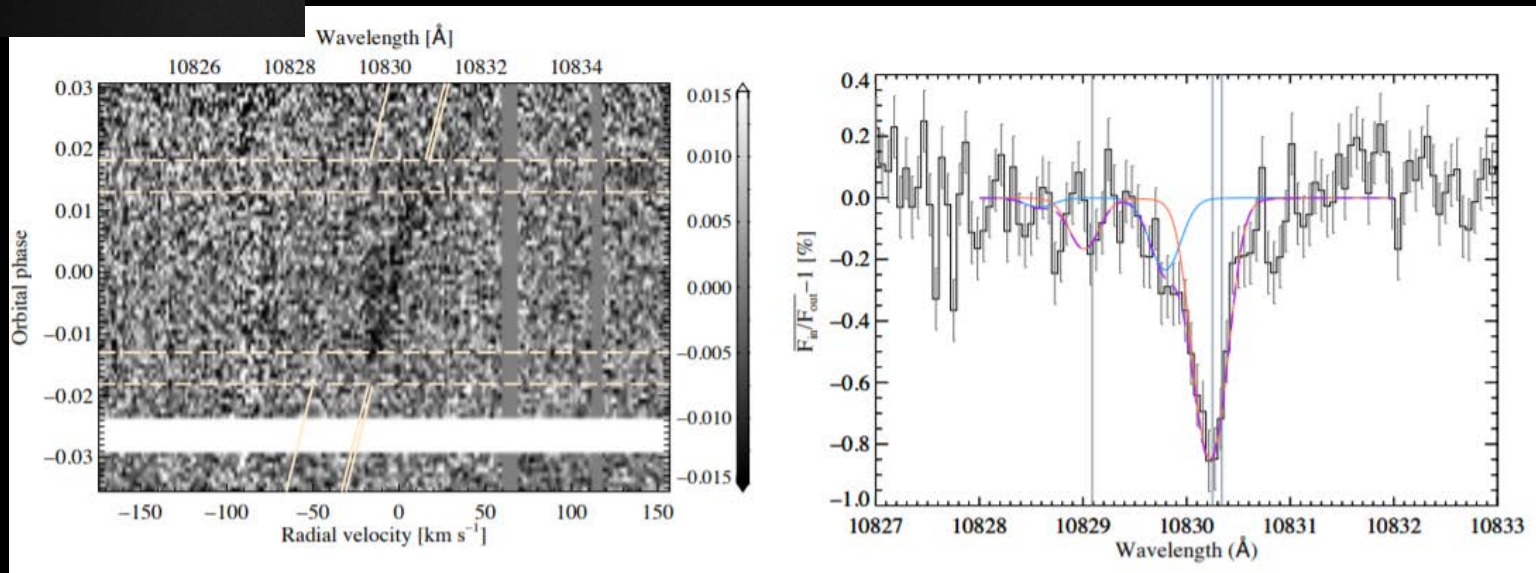 Wavelength [Å]
10826 10828 10830 10832 10834
0.03
0.02
0.01
0.00
−0.01
−0.02
−0.03
Orbital phase
−150 −100 −50 0 50 100 150
Radial velocity [km s⁻¹]
0.015
0.010
0.005
0.000
−0.005
−0.010
−0.015
0.4
0.2
0.0
−0.2
−0.4
−0.6
−0.8
−1.0
F_in/F_out−1 [%]
10827 10828 10829 10830 10831 10832 10833
Wavelength (Å)